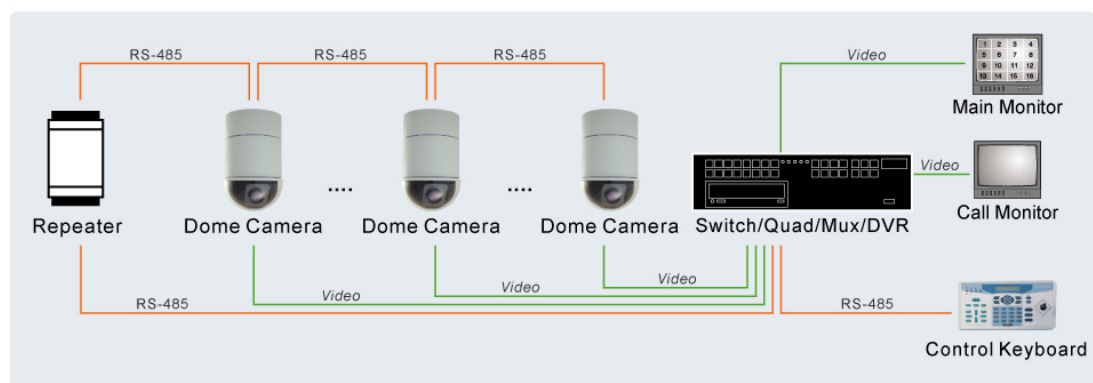 RS-485 RS-485 RS-485 Video
1 2 3 4
5 6 7 8
9 10 11 12
13 14 15 16
Main Monitor
Video
Call Monitor
.... ....
Repeater Dome Camera Dome Camera Dome Camera Switch/Quad/Mux/DVR
Video
Video
Video
RS-485 RS-485
Control Keyboard